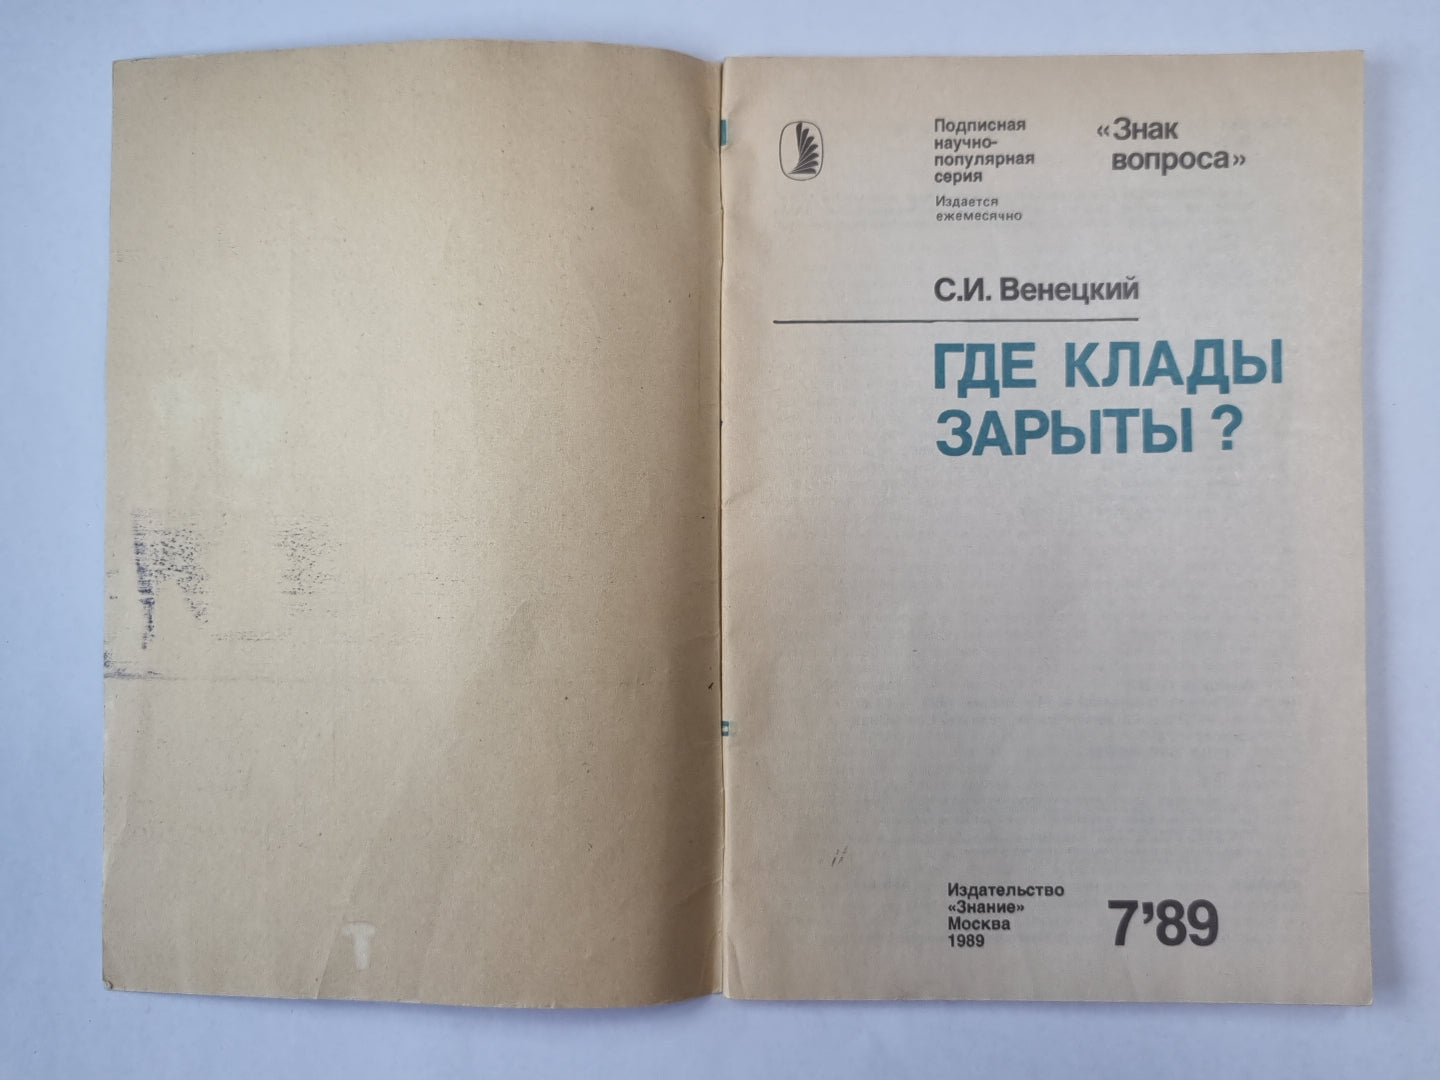 Подписная
научно-
популярная
серия
Издается
ежемесячно
«Знак
вопроса»
С.И. Венецкий
ГДЕ КЛАДЫ
ЗАРЫТЫ?
Издательство
«Знание»
Москва
1989
7’89